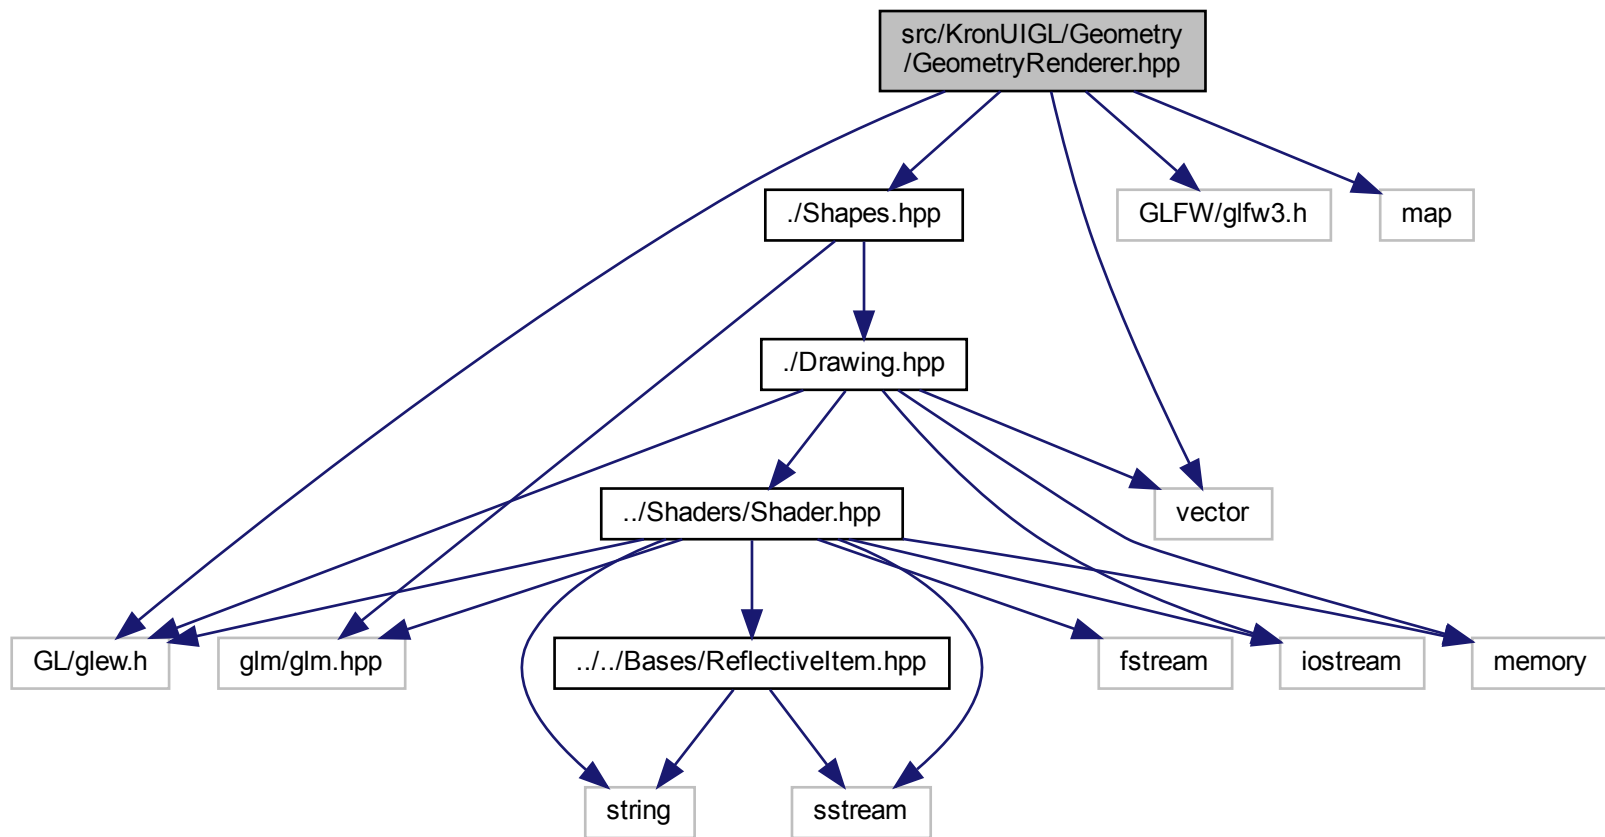 src/KronUIGL/Geometry
/GeometryRenderer.hpp
./Shapes.hpp
GLFW/glfw3.h
map
./Drawing.hpp
../Shaders/Shader.hpp
vector
GL/glew.h
glm/glm.hpp
../../Bases/ReflectiveItem.hpp
fstream
iostream
memory
string
sstream